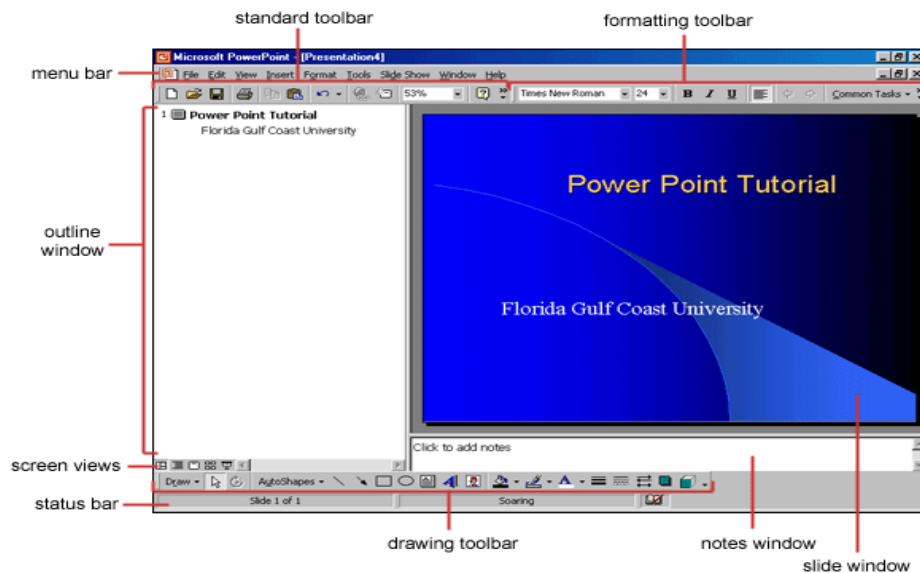 standard toolbar
formatting toolbar
Microsoft PowerPoint - [Presentation4]
menu bar
File Edit View Insert Format Tools Slide Show Window Help
53%
Times New Roman 24 B I U Common Tasks
1 Power Point Tutorial
Florida Gulf Coast University
Power Point Tutorial
Florida Gulf Coast University
outline
window
Click to add notes
screen views
Draw AutoShapes
status bar
Slide 1 of 1 Soaring
drawing toolbar
notes window
slide window